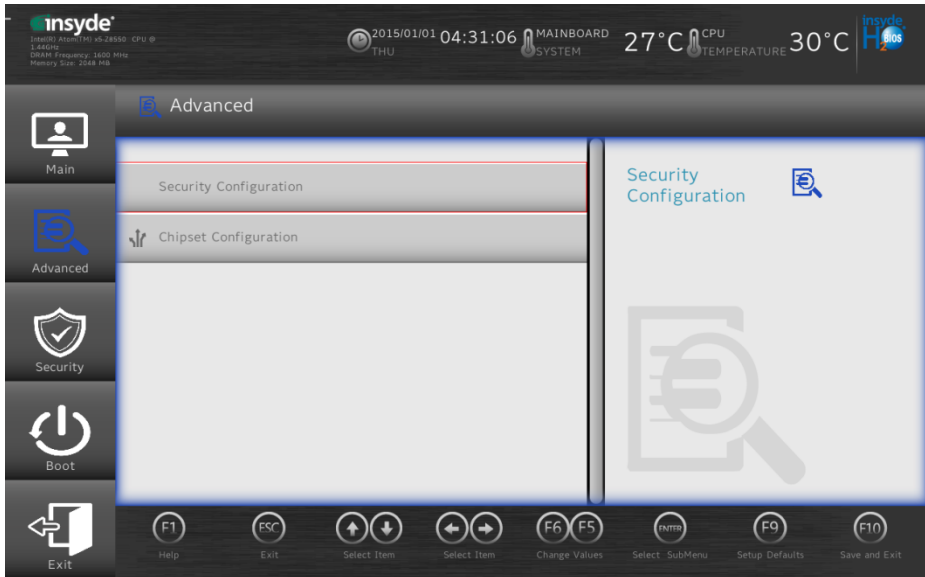 insyde
Intel(R) Atom(TM) x5-Z8550 CPU @
1.44GHz
DRAM Frequency: 1600 MHz
Memory Size: 2048 MB
2015/01/01 04:31:06
THU
MAINBOARD 27°C
SYSTEM
CPU 30°C
TEMPERATURE
insyde
H2O BIOS
Advanced
Main
Advanced
Security
Boot
Exit
Security Configuration
Chipset Configuration
Security
Configuration
F1 ESC F6 F5 ENTER F9 F10
Help Exit Select Item Select Item Change Values Select SubMenu Setup Defaults Save and Exit